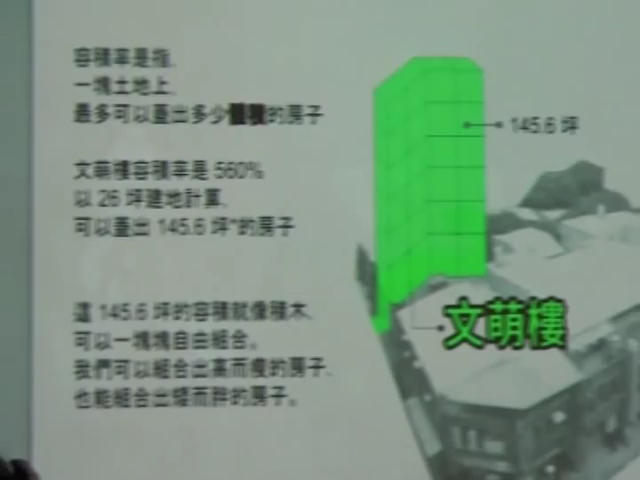 容積率是指,
一塊土地上,
最多可以蓋出多少體積的房子
文萌樓容積率是 560%
以 26 坪建地計算,
可以蓋出 145.6 坪*的房子
這 145.6 坪的容積就像積木,
可以一塊塊自由組合。
我們可以組合出高而瘦的房子,
也能組合出矮而胖的房子。
145.6 坪
文萌樓